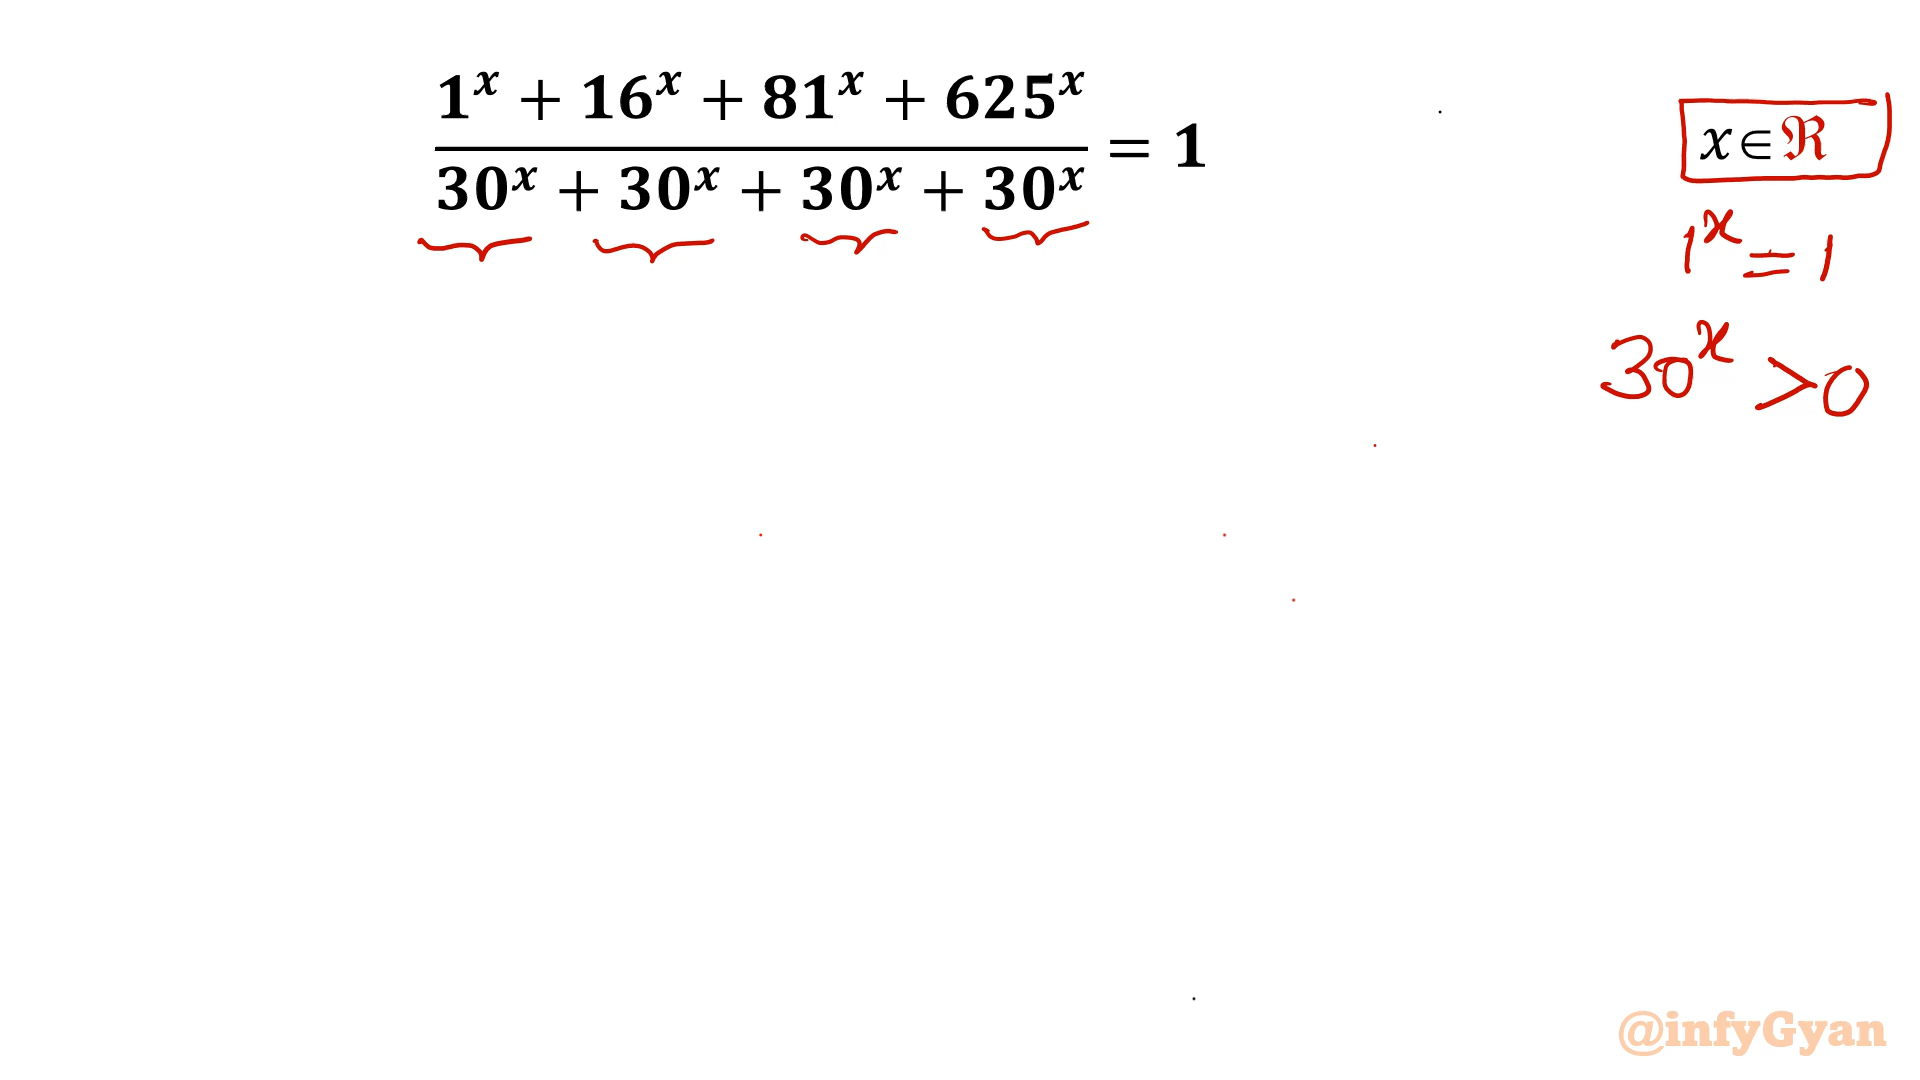 1^x + 16^x + 81^x + 625^x
30^x + 30^x + 30^x + 30^x
= 1
x ∈ ℜ
1^x = 1
30^x > 0
@infyGyan